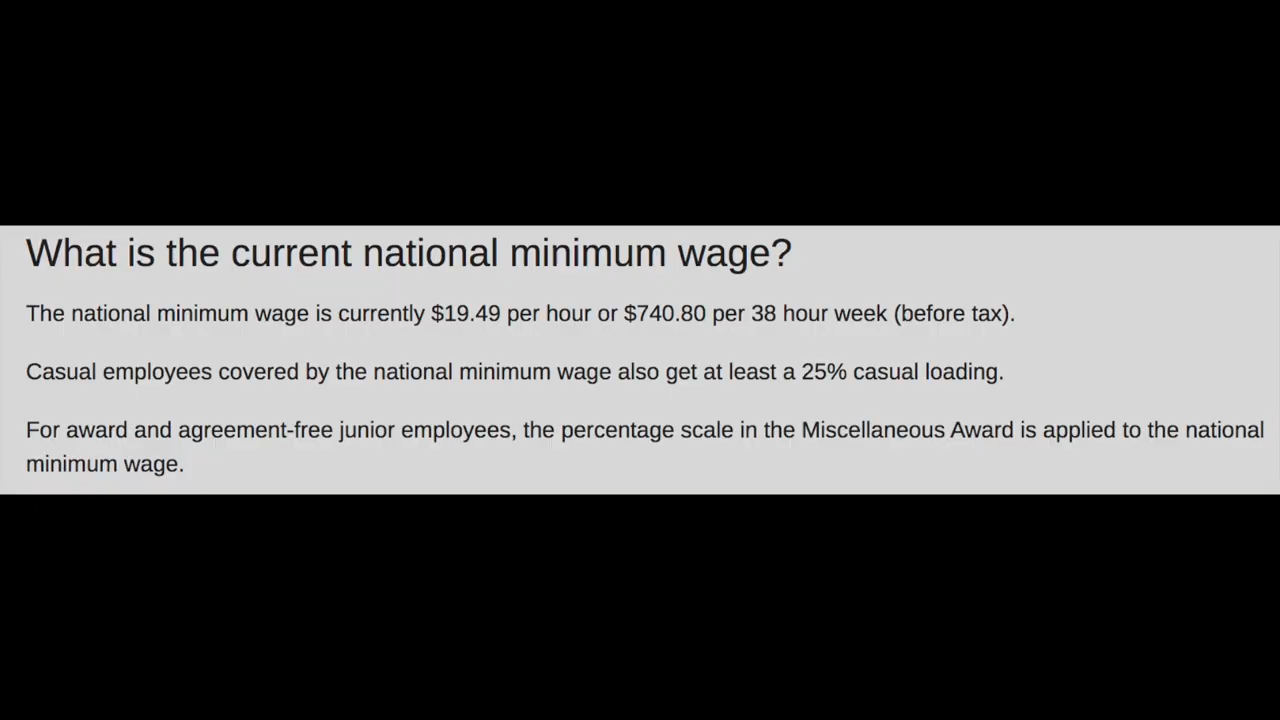 What is the current national minimum wage?
The national minimum wage is currently $19.49 per hour or $740.80 per 38 hour week (before tax).
Casual employees covered by the national minimum wage also get at least a 25% casual loading.
For award and agreement-free junior employees, the percentage scale in the Miscellaneous Award is applied to the national
minimum wage.